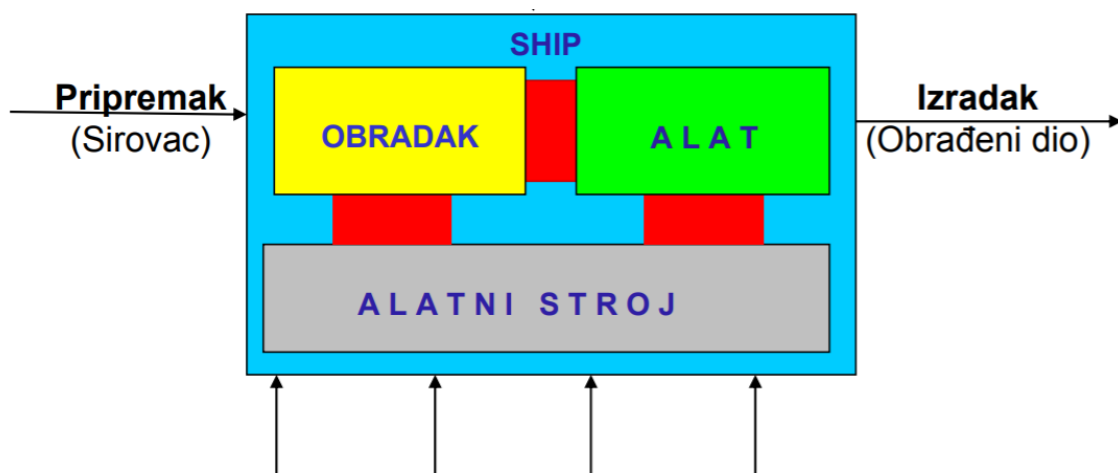 SHIP
Pripremak
(Sirovac)
OBRADAK
A L A T
Izradak
(Obrađeni dio)
A L A T N I   S T R O J